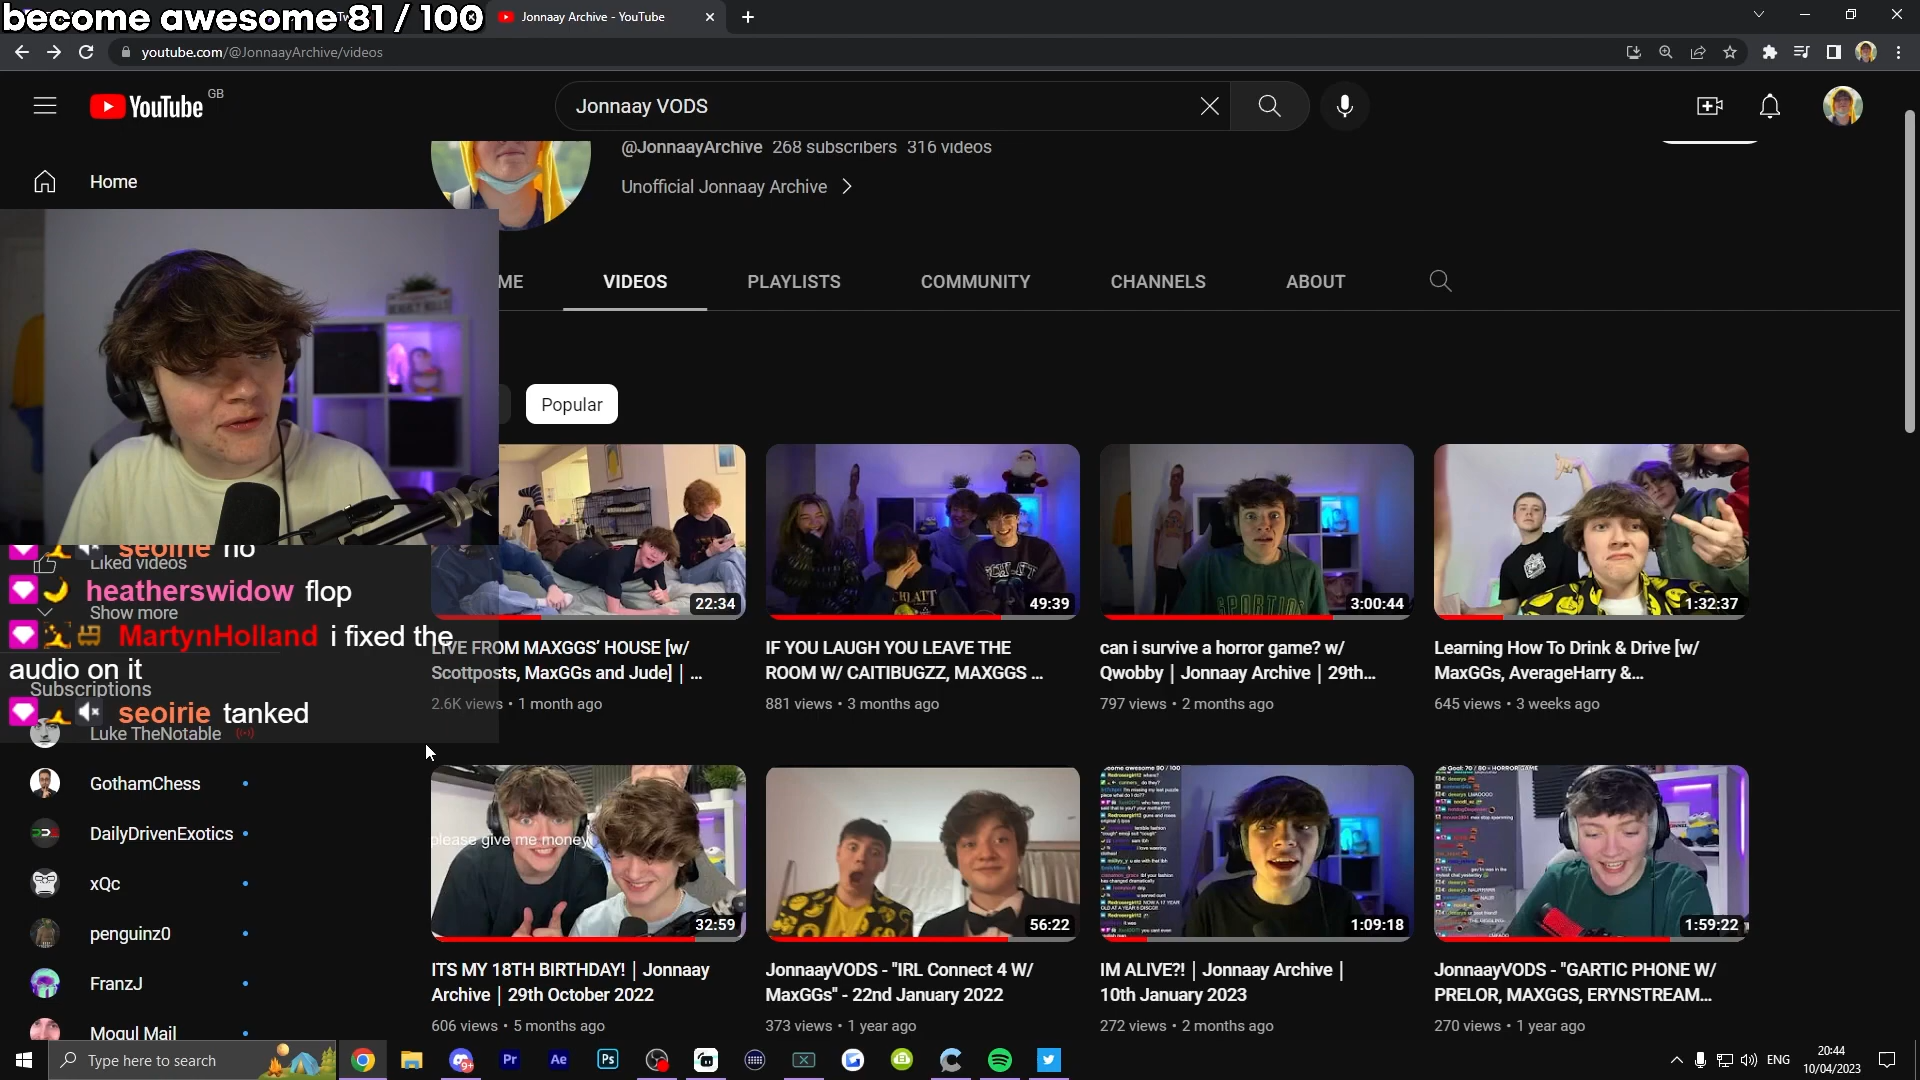 become awesome 81 / 100
Jonnaay Archive - YouTube
youtube.com/@JonnaayArchive/videos
YouTube GB
Jonnaay VODS
@JonnaayArchive 268 subscribers 316 videos
Unofficial Jonnaay Archive
Home
ME
VIDEOS
PLAYLISTS
COMMUNITY
CHANNELS
ABOUT
Popular
seoirie no
Liked videos
heatherswidow flop
Show more
MartynHolland i fixed the
audio on it
Subscriptions
seoirie tanked
Luke TheNotable
GothamChess
DailyDrivenExotics
xQc
penguinz0
FranzJ
Mogul Mail
22:34
LIVE FROM MAXGGS’ HOUSE [w/
Scottposts, MaxGGs and Jude] | ...
2.6K views • 1 month ago
49:39
IF YOU LAUGH YOU LEAVE THE
ROOM W/ CAITIBUGZZ, MAXGGS ...
881 views • 3 months ago
3:00:44
can i survive a horror game? w/
Qwobby | Jonnaay Archive | 29th...
797 views • 2 months ago
1:32:37
Learning How To Drink & Drive [w/
MaxGGs, AverageHarry &...
645 views • 3 weeks ago
please give me money
32:59
ITS MY 18TH BIRTHDAY! | Jonnaay
Archive | 29th October 2022
606 views • 5 months ago
56:22
JonnaayVODS - "IRL Connect 4 W/
MaxGGs" - 22nd January 2022
373 views • 1 year ago
1:09:18
IM ALIVE?! | Jonnaay Archive |
10th January 2023
272 views • 2 months ago
1:59:22
JonnaayVODS - "GARTIC PHONE W/
PRELOR, MAXGGS, ERYNSTREAM...
270 views • 1 year ago
Type here to search
9+
Pr
Ae
Ps
ENG
20:44
10/04/2023